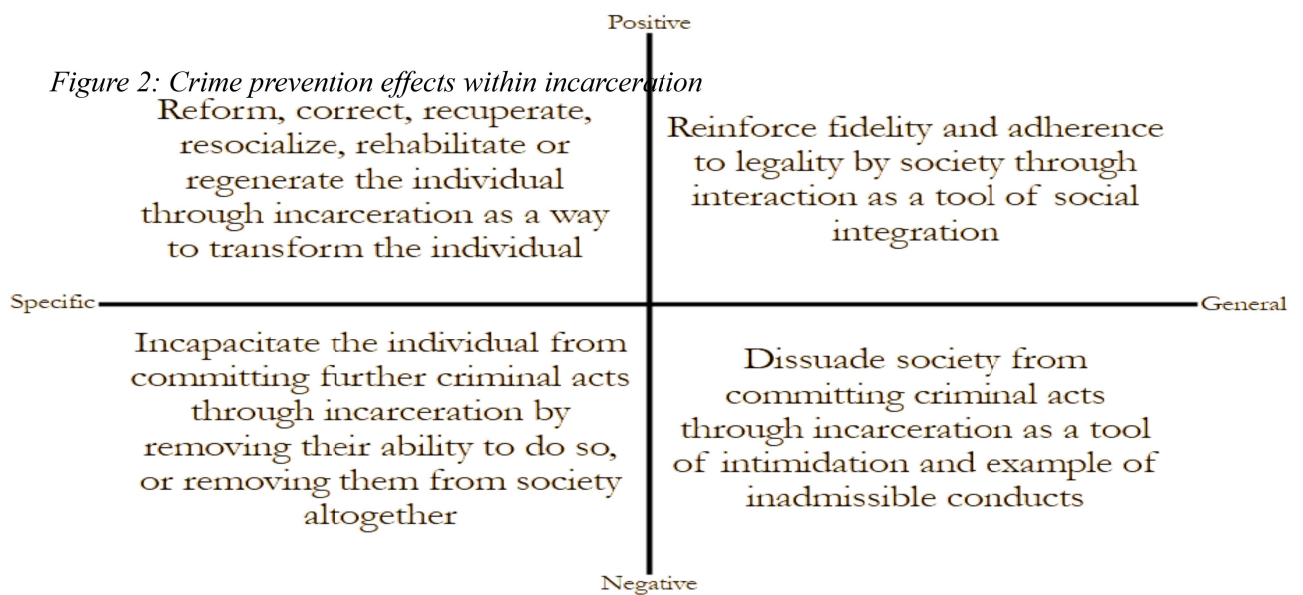 Positive
Figure 2: Crime prevention effects within incarceration
Reform, correct, recuperate,
resocialize, rehabilitate or
regenerate the individual
through incarceration as a way
to transform the individual
Reinforce fidelity and adherence
to legality by society through
interaction as a tool of social
integration
Specific
General
Incapacitate the individual from
committing further criminal acts
through incarceration by
removing their ability to do so,
or removing them from society
altogether
Dissuade society from
committing criminal acts
through incarceration as a tool
of intimidation and example of
inadmissible conducts
Negative